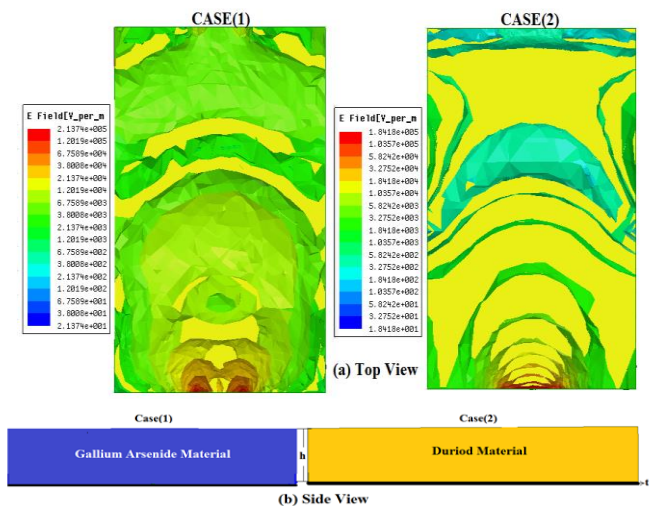 CASE(1)
CASE(2)
E Field[V_per_m
2.1374e+005
1.2019e+005
6.7589e+004
3.8008e+004
2.1374e+004
1.2019e+004
6.7589e+003
3.8008e+003
2.1374e+003
1.2019e+003
6.7589e+002
3.8008e+002
2.1374e+002
1.2019e+002
6.7589e+001
3.8008e+001
2.1374e+001
E Field[V_per_m
1.8418e+005
1.0357e+005
5.8242e+004
3.2752e+004
1.8418e+004
1.0357e+004
5.8242e+003
3.2752e+003
1.8418e+003
1.0357e+003
5.8242e+002
3.2752e+002
1.8418e+002
1.0357e+002
5.8242e+001
3.2752e+001
1.8418e+001
(a) Top View
Case(1)
Case(2)
Gallium Arsenide Material
h
Duriod Material
t
(b) Side View